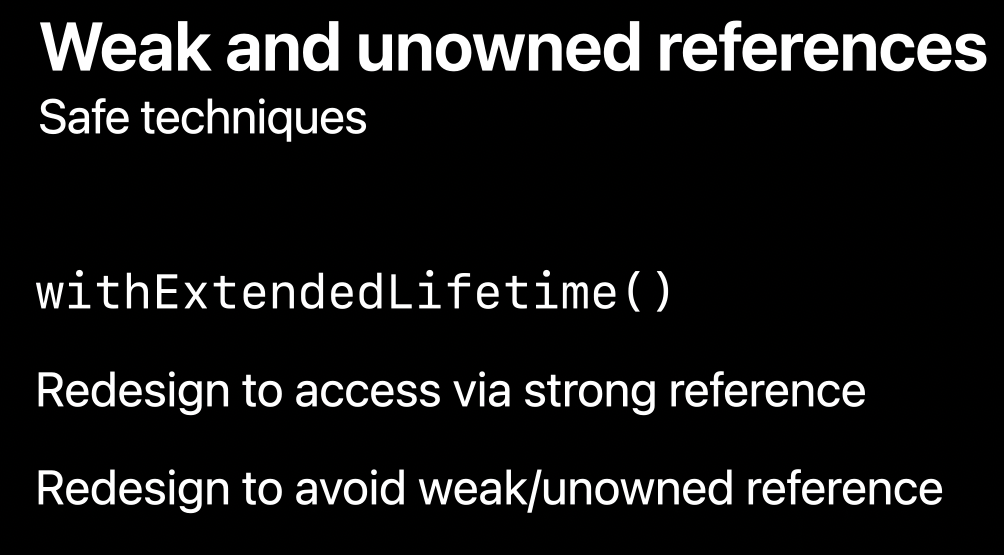 Weak and unowned references
Safe techniques
withExtendedLifetime()
Redesign to access via strong reference
Redesign to avoid weak/unowned reference